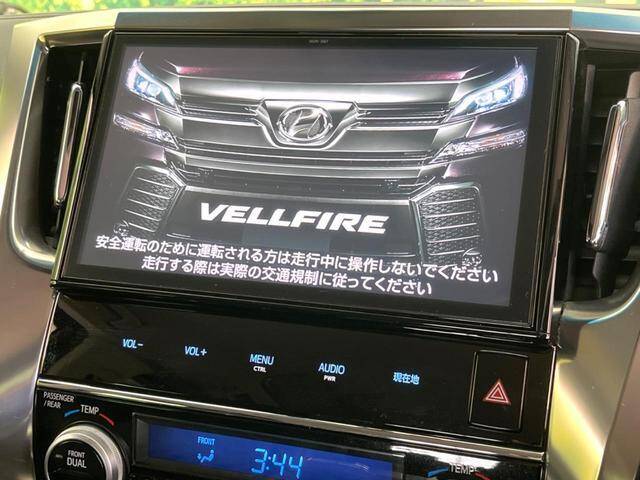 VELLFIRE
安全運転のために運転される方は走行中に操作しないでください
走行する際は実際の交通規制に従ってください
VOL− VOL+ MENU AUDIO 現在地
CTRL PWR
PASSENGER
/REAR
TEMP
FRONT
DUAL
FRONT
3:44
TEMP